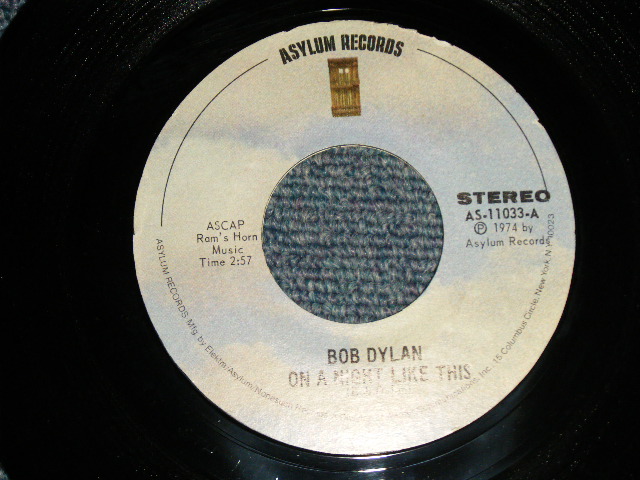 ASYLUM RECORDS
STEREO
AS-11033-A
Ⓟ 1974 by
Asylum Records
ASCAP
Ram's Horn
Music
Time 2:57
BOB DYLAN
ON A NIGHT LIKE THIS
ASYLUM RECORDS Mfg. by Elektra/Asylum/Nonesuch 15 Columbus Circle, New York, N.Y. 10023